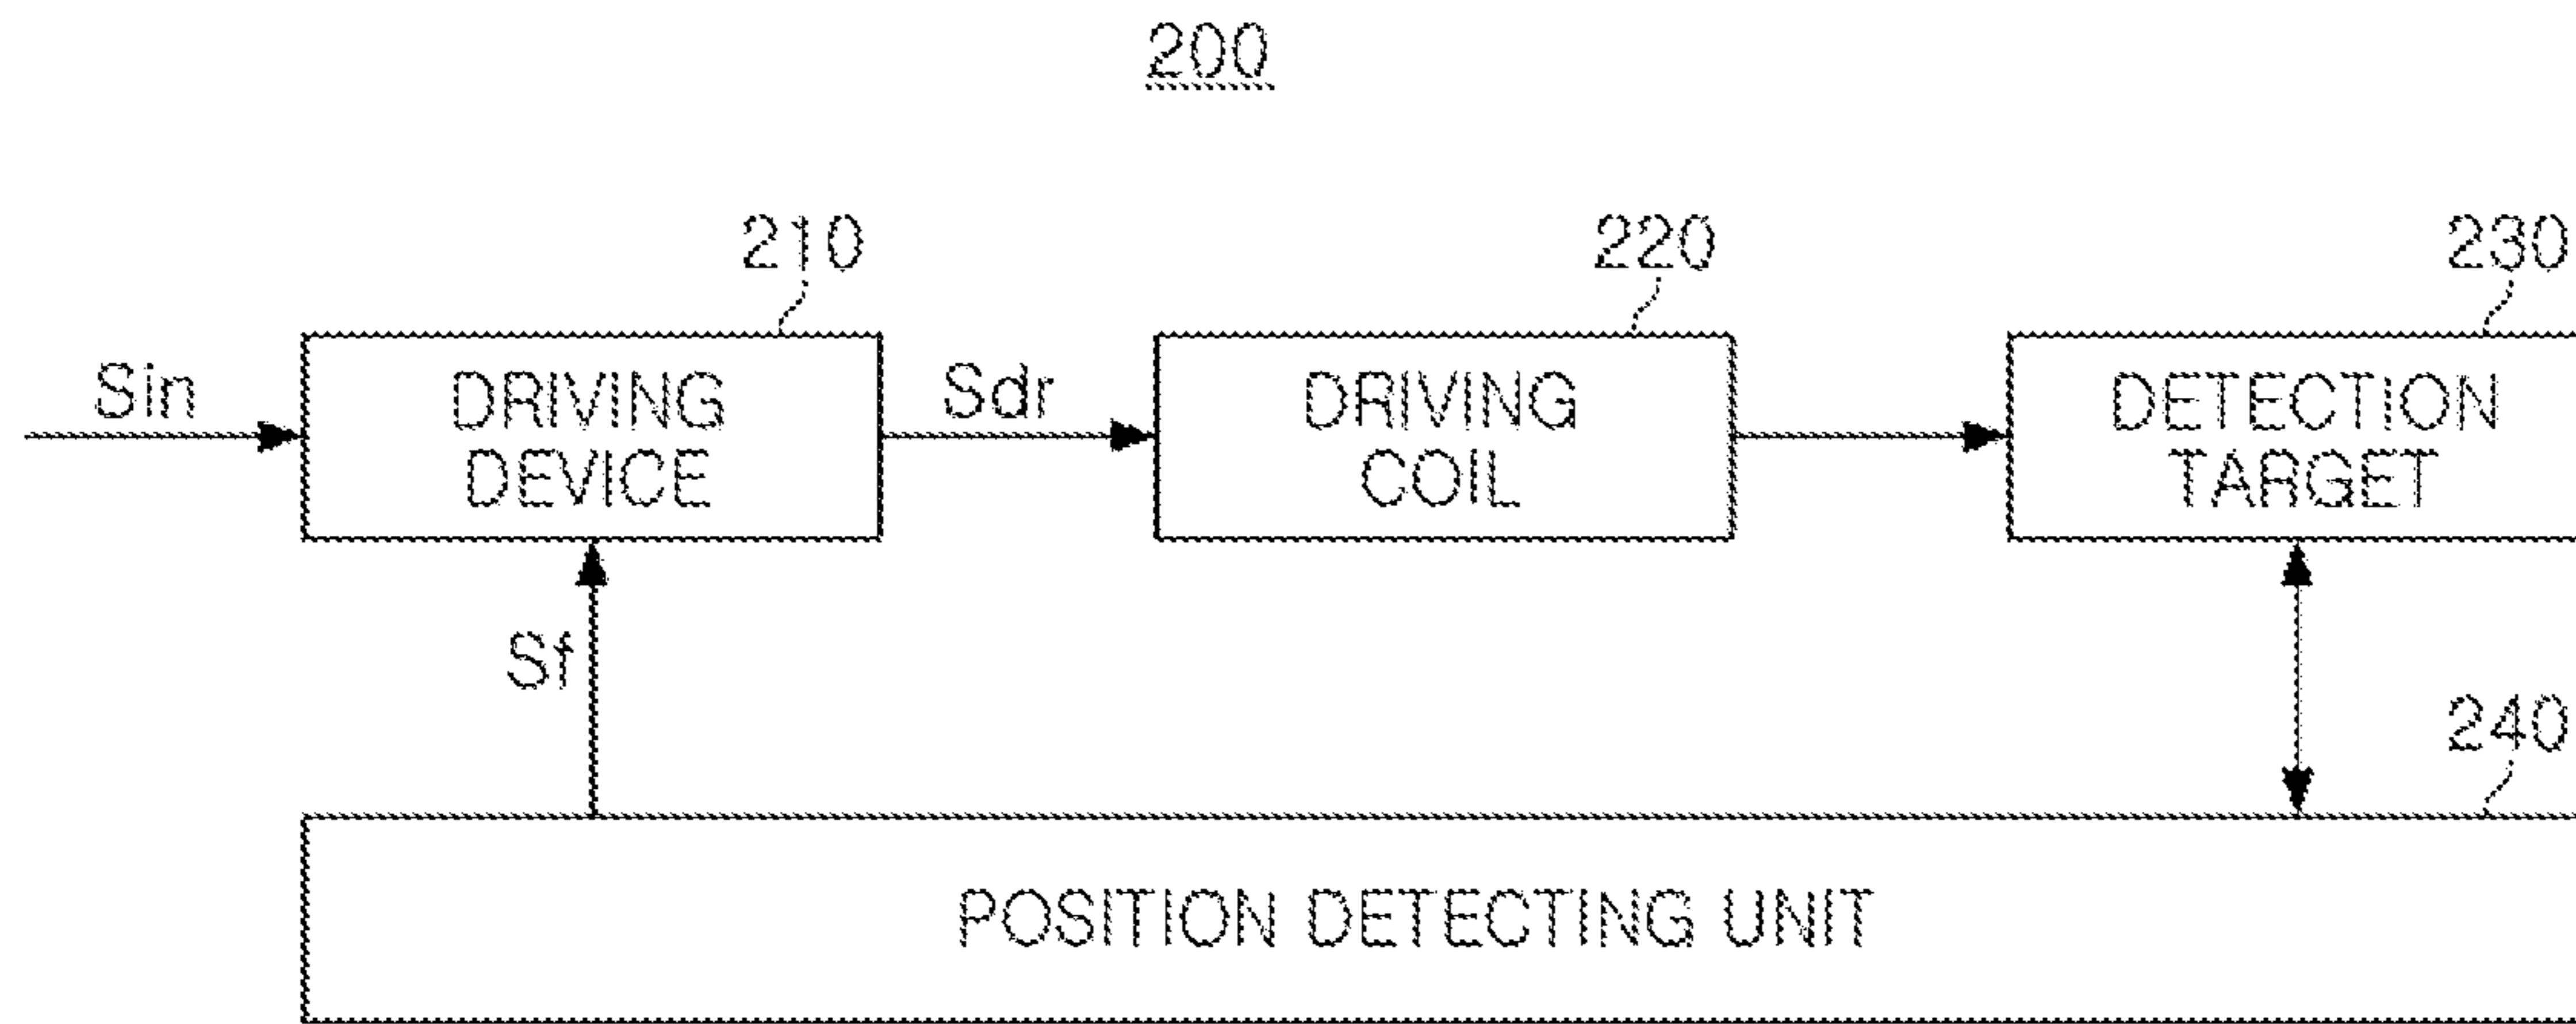 200
210
220
230
Sin
DRIVING
DEVICE
Sdr
DRIVING
COIL
DETECTION
TARGET
Sf
240
POSITION DETECTING UNIT